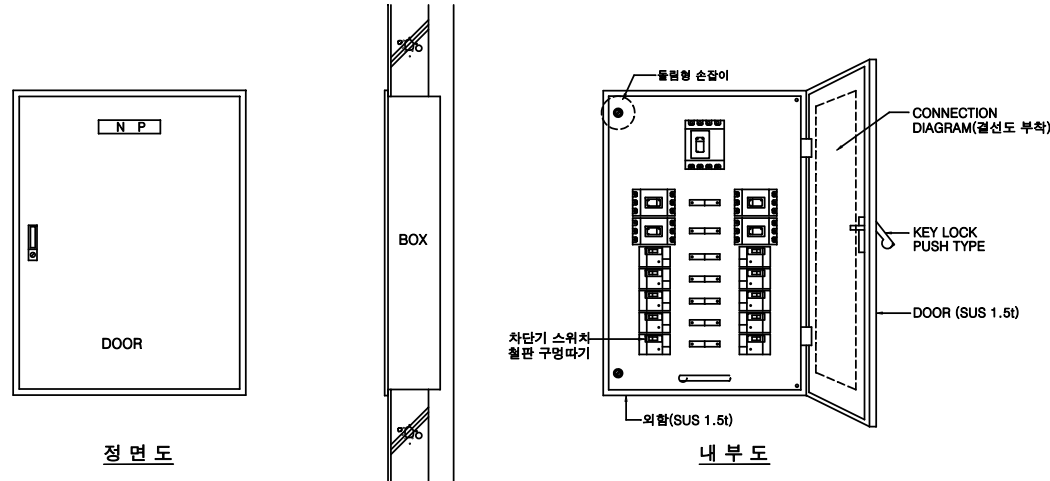 N P
DOOR
정 면 도
BOX
돌림형 손잡이
CONNECTION
DIAGRAM(결선도 부착)
KEY LOCK
PUSH TYPE
DOOR (SUS 1.5t)
차단기 스위치
철판 구멍따기
외함(SUS 1.5t)
내 부 도